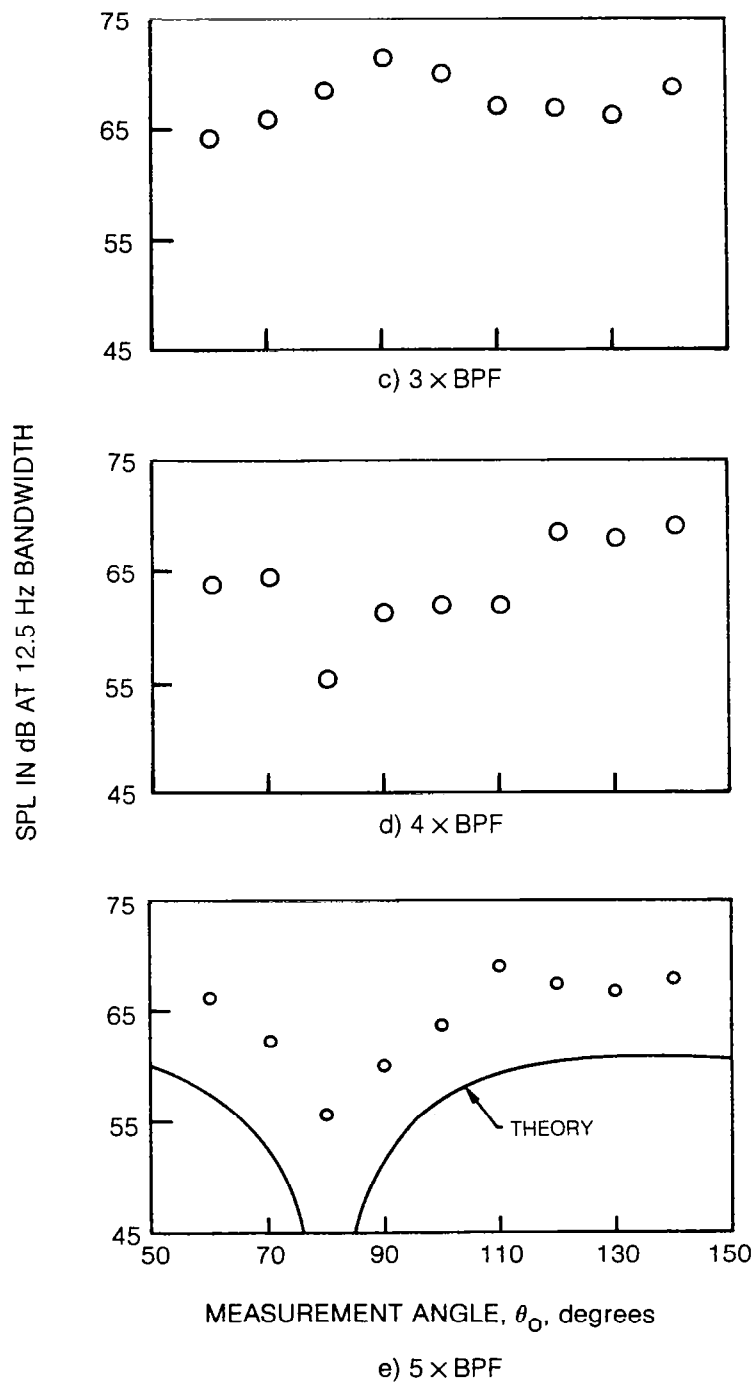 75
65
55
45
c) 3 × BPF
SPL IN dB AT 12.5 Hz BANDWIDTH
75
65
55
45
d) 4 × BPF
75
65
55
45
THEORY
50 70 90 110 130 150
MEASUREMENT ANGLE, θo, degrees
e) 5 × BPF